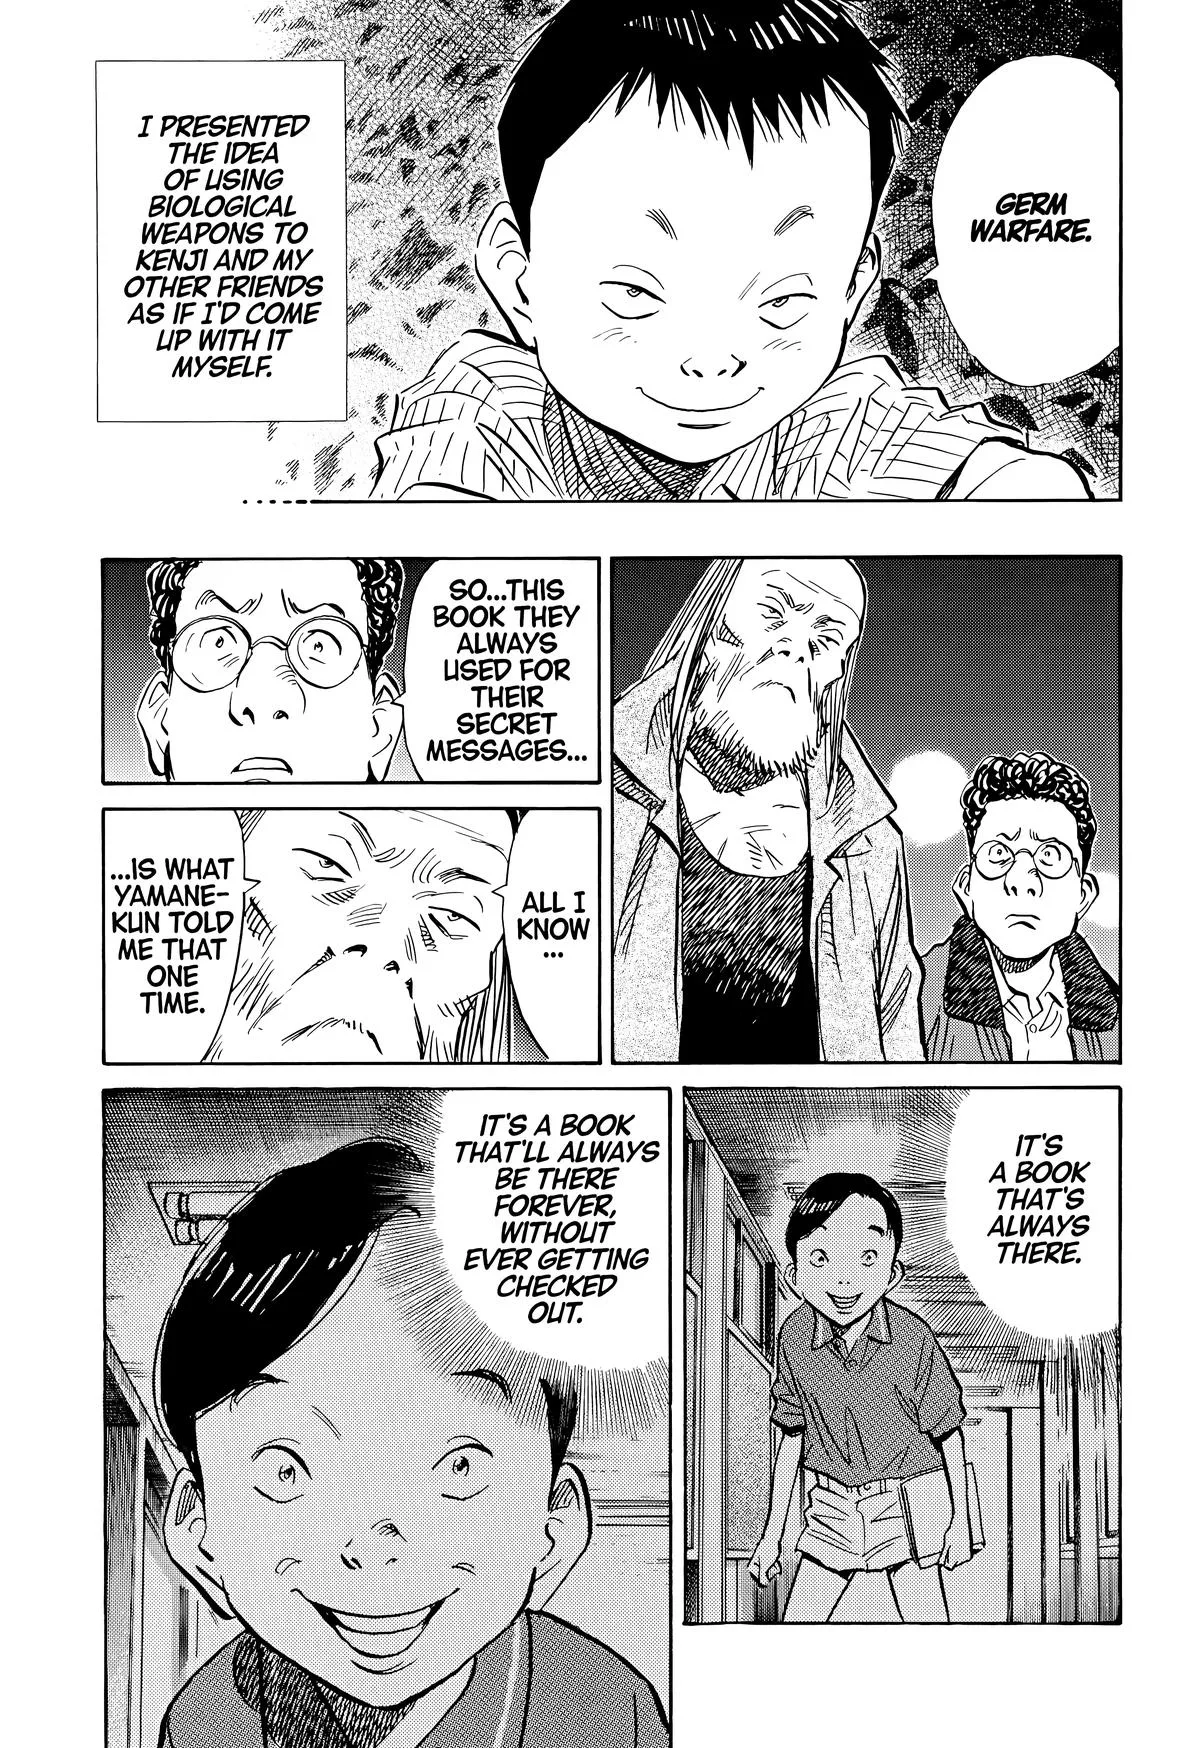 GERM
WARFARE.
I PRESENTED
THE IDEA
OF USING
BIOLOGICAL
WEAPONS TO
KENJI AND MY
OTHER FRIENDS
AS IF I'D COME
UP WITH IT
MYSELF.
SO...THIS
BOOK THEY
ALWAYS
USED FOR
THEIR
SECRET
MESSAGES...
ALL I
KNOW
...
...IS WHAT
YAMANE-
KUN TOLD
ME THAT
ONE
TIME.
IT'S
A BOOK
THAT'S
ALWAYS
THERE.
IT'S A BOOK
THAT'LL ALWAYS
BE THERE
FOREVER,
WITHOUT
EVER GETTING
CHECKED
OUT.